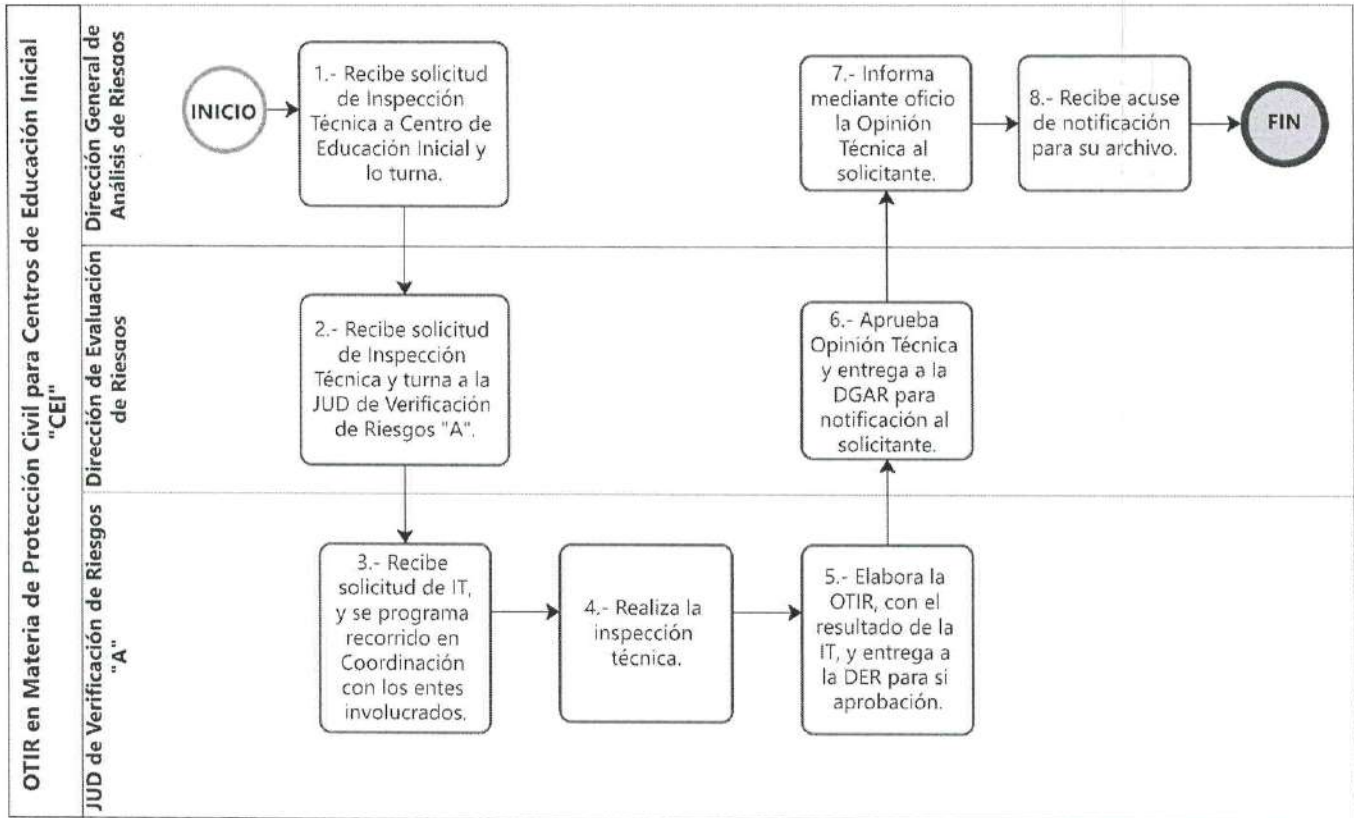 OTIR en Materia de Protección Civil para Centros de Educación Inicial
"CEI"
Dirección General de
Análisis de Riesgos
INICIO
1.- Recibe solicitud
de Inspección
Técnica a Centro de
Educación Inicial y
lo turna.
7.- Informa
mediante oficio
la Opinión
Técnica al
solicitante.
8.- Recibe acuse
de notificación
para su archivo.
FIN
Dirección de Evaluación
de Riesgos
2.- Recibe solicitud
de Inspección
Técnica y turna a la
JUD de Verificación
de Riesgos "A".
6.- Aprueba
Opinión Técnica
y entrega a la
DGAR para
notificación al
solicitante.
JUD de Verificación de Riesgos
"A"
3.- Recibe
solicitud de IT,
y se programa
recorrido en
Coordinación
con los entes
involucrados.
4.- Realiza la
inspección
técnica.
5.- Elabora la
OTIR, con el
resultado de la
IT, y entrega a
la DER para si
aprobación.